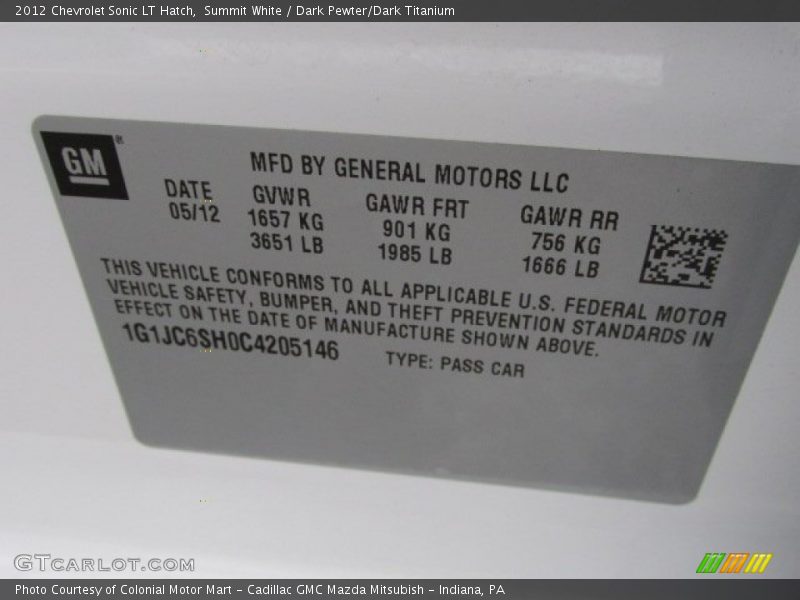 2012 Chevrolet Sonic LT Hatch,  Summit White / Dark Pewter/Dark Titanium
GM®
MFD BY GENERAL MOTORS LLC
DATE GVWR GAWR FRT GAWR RR
05/12 1657 KG 901 KG 756 KG
3651 LB 1985 LB 1666 LB
THIS VEHICLE CONFORMS TO ALL APPLICABLE U.S. FEDERAL MOTOR
VEHICLE SAFETY, BUMPER, AND THEFT PREVENTION STANDARDS IN
EFFECT ON THE DATE OF MANUFACTURE SHOWN ABOVE.
1G1JC6SH0C4205146 TYPE: PASS CAR
GTCARLOT.COM
Photo Courtesy of Colonial Motor Mart - Cadillac GMC Mazda Mitsubish - Indiana, PA